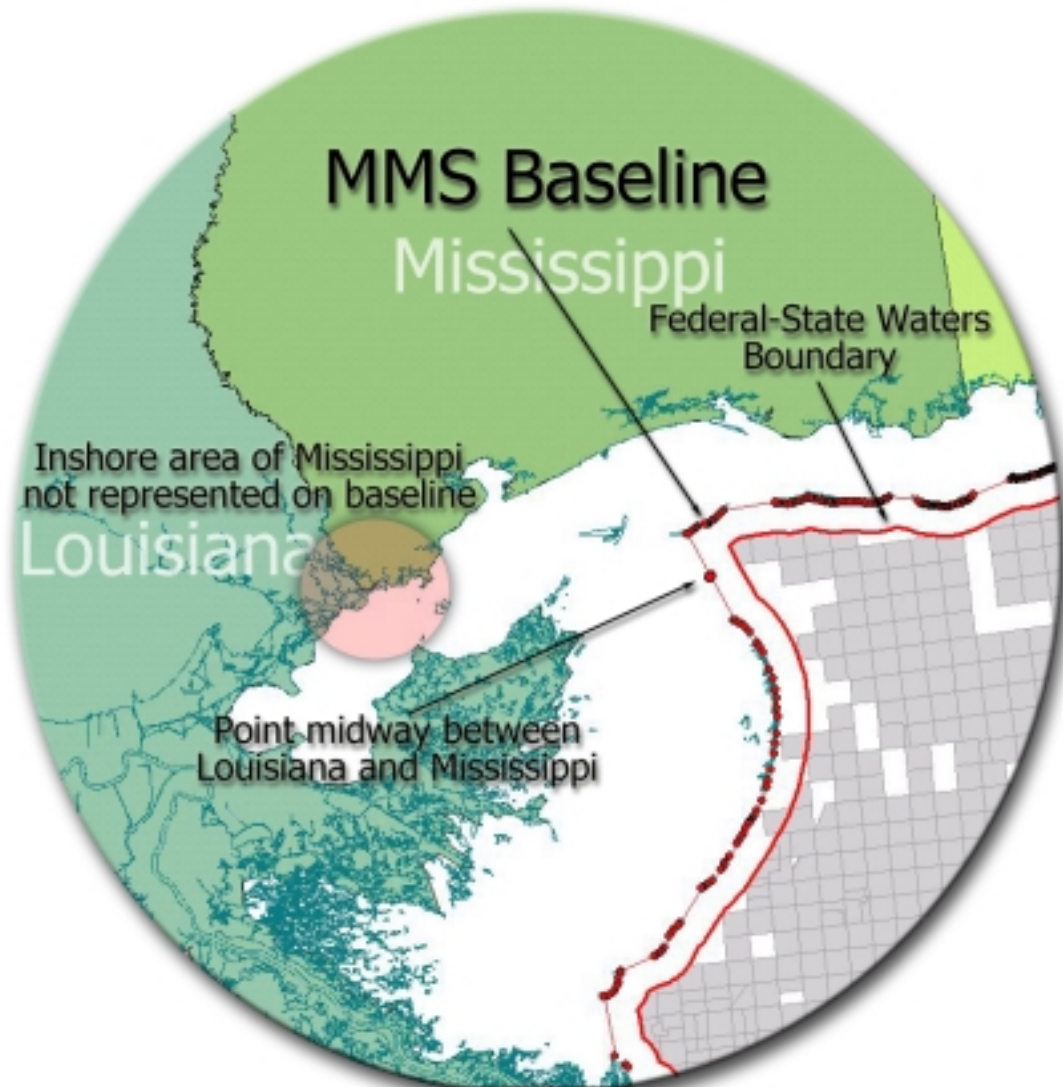 MMS Baseline
Mississippi
Federal-State Waters
Boundary
Inshore area of Mississippi
not represented on baseline
Louisiana
Point midway between
Louisiana and Mississippi